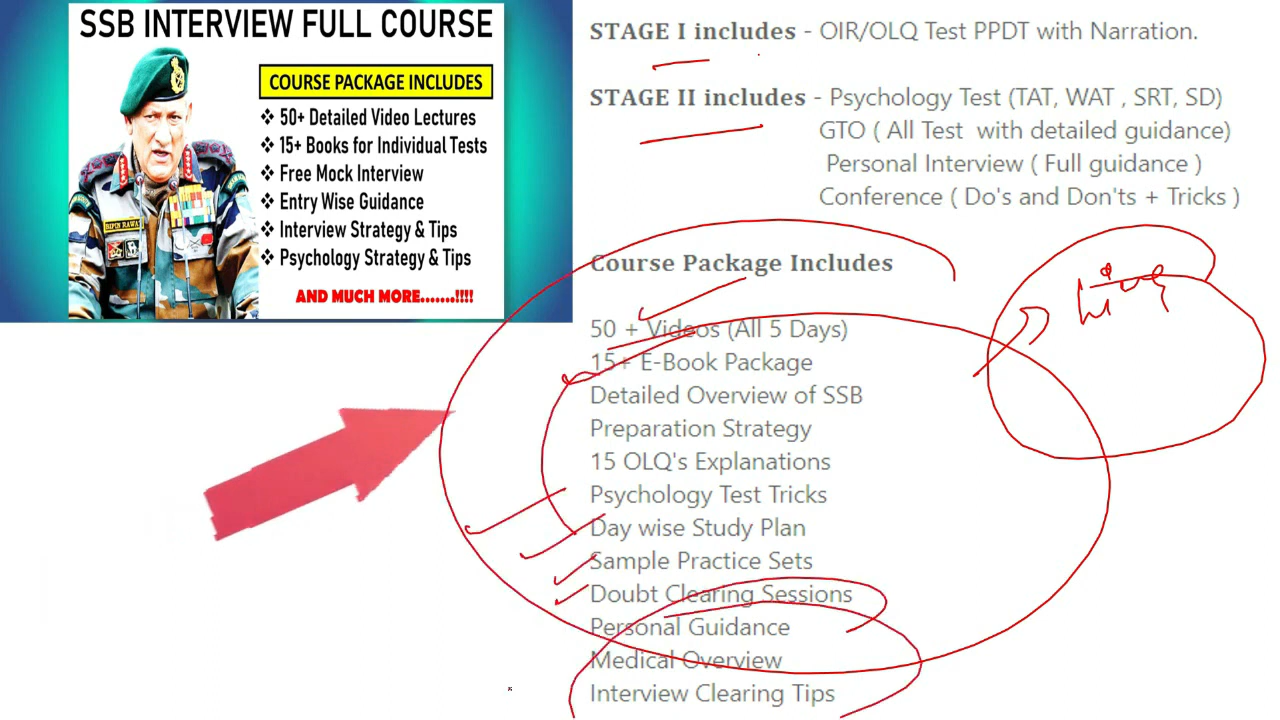 SSB INTERVIEW FULL COURSE
COURSE PACKAGE INCLUDES
❖ 50+ Detailed Video Lectures
❖ 15+ Books for Individual Tests
❖ Free Mock Interview
❖ Entry Wise Guidance
❖ Interview Strategy & Tips
❖ Psychology Strategy & Tips
AND MUCH MORE.......!!!!
BIPIN RAWAT
STAGE I includes - OIR/OLQ Test PPDT with Narration.
STAGE II includes - Psychology Test (TAT, WAT , SRT, SD)
GTO ( All Test with detailed guidance)
Personal Interview ( Full guidance )
Conference ( Do's and Don'ts + Tricks )
Course Package Includes
50 + Videos (All 5 Days)
15+ E-Book Package
Detailed Overview of SSB
Preparation Strategy
15 OLQ's Explanations
Psychology Test Tricks
Day wise Study Plan
Sample Practice Sets
Doubt Clearing Sessions
Personal Guidance
Medical Overview
Interview Clearing Tips